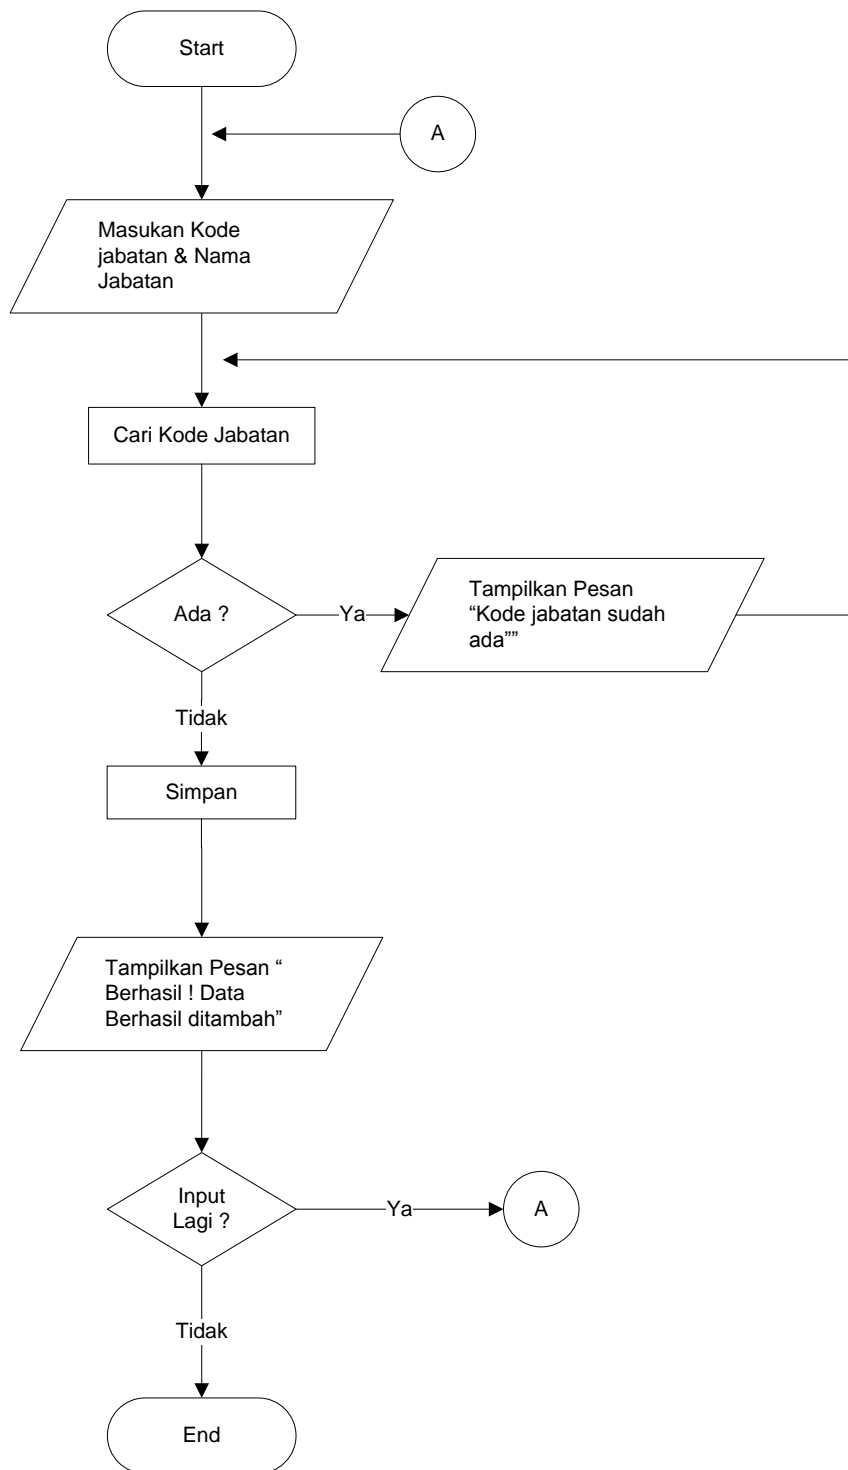 Start
A
Masukan Kode
jabatan & Nama
Jabatan
Cari Kode Jabatan
Ada ?
Ya
Tampilkan Pesan
“Kode jabatan sudah
ada””
Tidak
Simpan
Tampilkan Pesan “
Berhasil ! Data
Berhasil ditambah”
Input
Lagi ?
Ya
A
Tidak
End